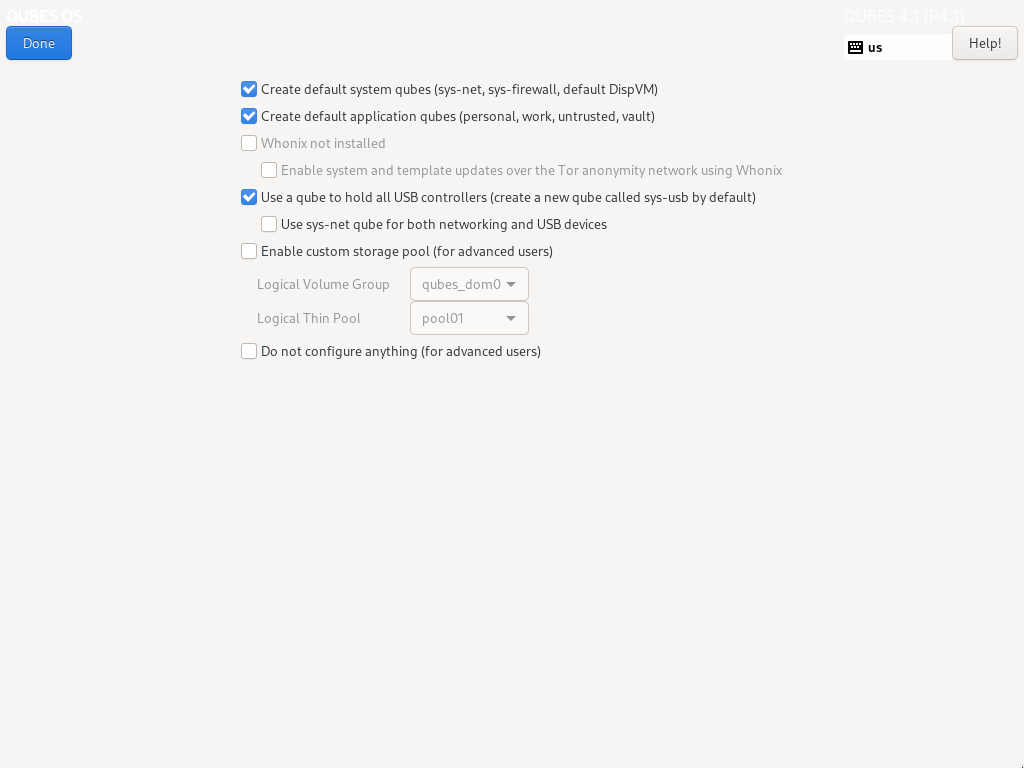 QUBES OS
QUBES 4.1 (R4.1)
Done
us
Help!
Create default system qubes (sys-net, sys-firewall, default DispVM)
Create default application qubes (personal, work, untrusted, vault)
Whonix not installed
Enable system and template updates over the Tor anonymity network using Whonix
Use a qube to hold all USB controllers (create a new qube called sys-usb by default)
Use sys-net qube for both networking and USB devices
Enable custom storage pool (for advanced users)
Logical Volume Group qubes_dom0
Logical Thin Pool pool01
Do not configure anything (for advanced users)